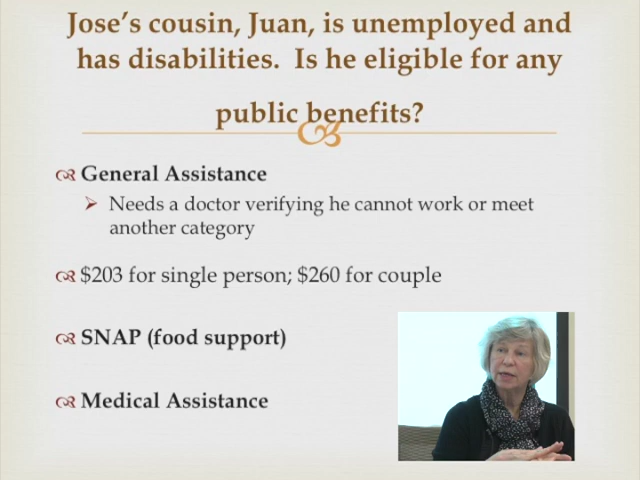 Jose’s cousin, Juan, is unemployed and
has disabilities. Is he eligible for any
public benefits?
General Assistance
Needs a doctor verifying he cannot work or meet
another category
$203 for single person; $260 for couple
SNAP (food support)
Medical Assistance